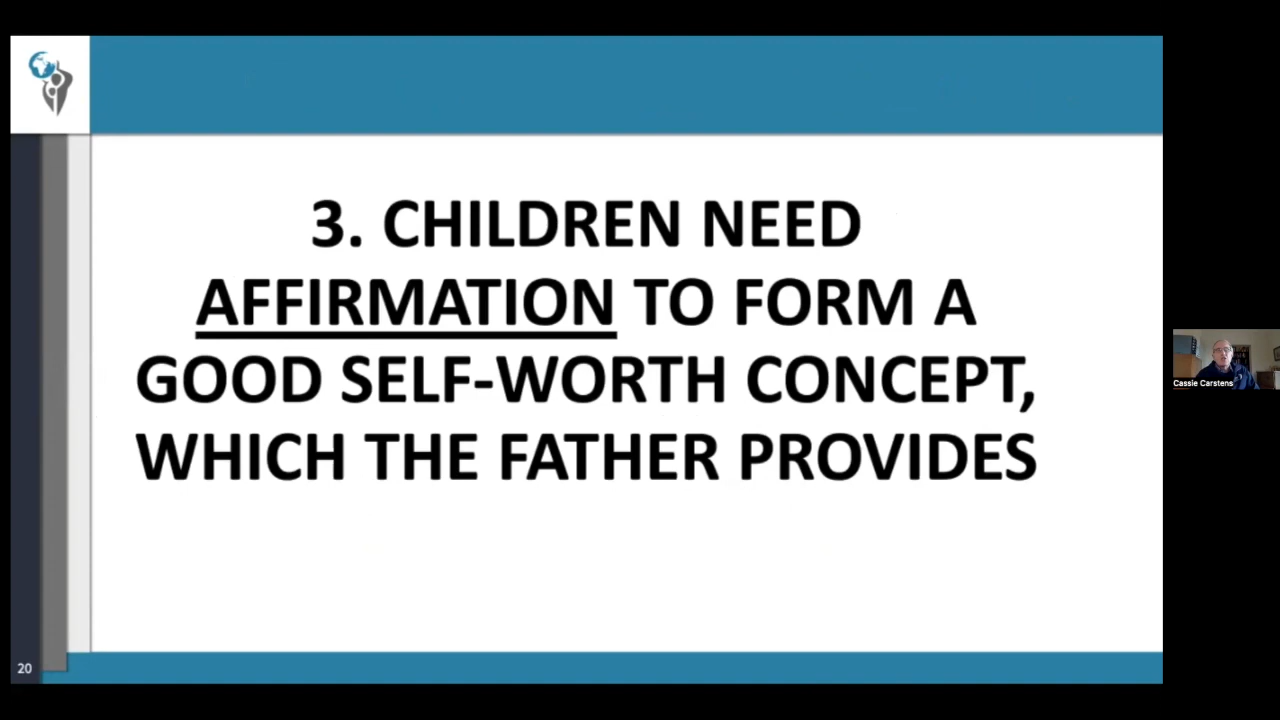 3. CHILDREN NEED
AFFIRMATION TO FORM A
GOOD SELF-WORTH CONCEPT,
WHICH THE FATHER PROVIDES
Cassie Carstens
20